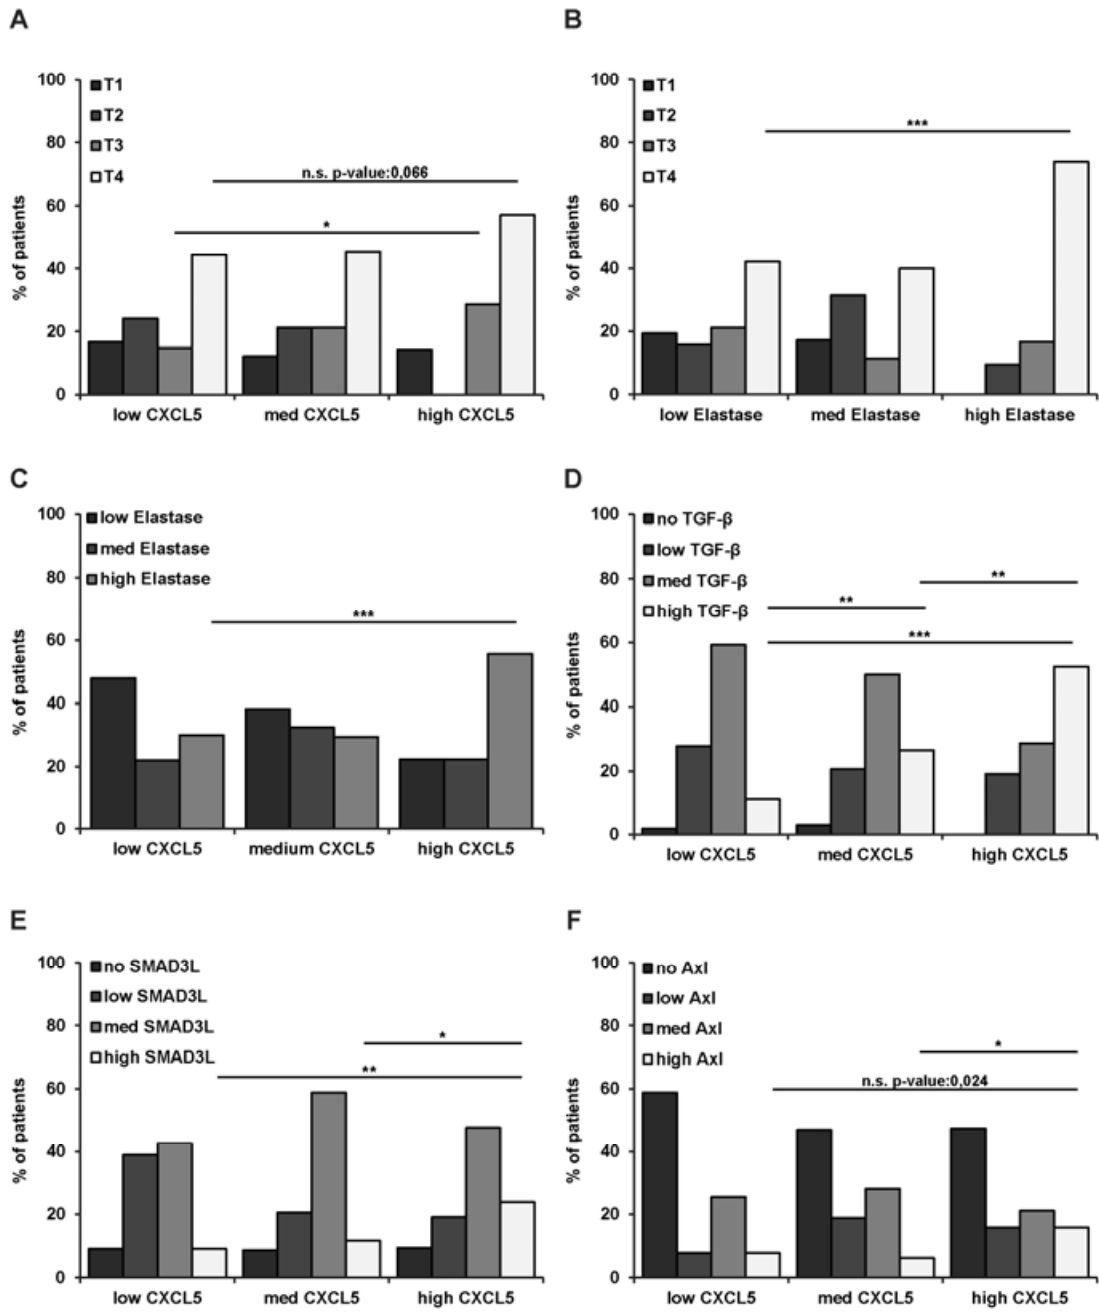 A
% of patients
100
80
60
40
20
0
T1
T2
T3
T4
n.s. p-value:0,066
*
low CXCL5
med CXCL5
high CXCL5
B
% of patients
100
80
60
40
20
0
T1
T2
T3
T4
***
low Elastase
med Elastase
high Elastase
C
% of patients
100
80
60
40
20
0
low Elastase
med Elastase
high Elastase
***
low CXCL5
medium CXCL5
high CXCL5
D
% of patients
100
80
60
40
20
0
no TGF-β
low TGF-β
med TGF-β
high TGF-β
**
**
***
low CXCL5
med CXCL5
high CXCL5
E
% of patients
100
80
60
40
20
0
no SMAD3L
low SMAD3L
med SMAD3L
high SMAD3L
*
**
low CXCL5
med CXCL5
high CXCL5
F
% of patients
100
80
60
40
20
0
no Axl
low Axl
med Axl
high Axl
*
n.s. p-value:0,024
low CXCL5
med CXCL5
high CXCL5